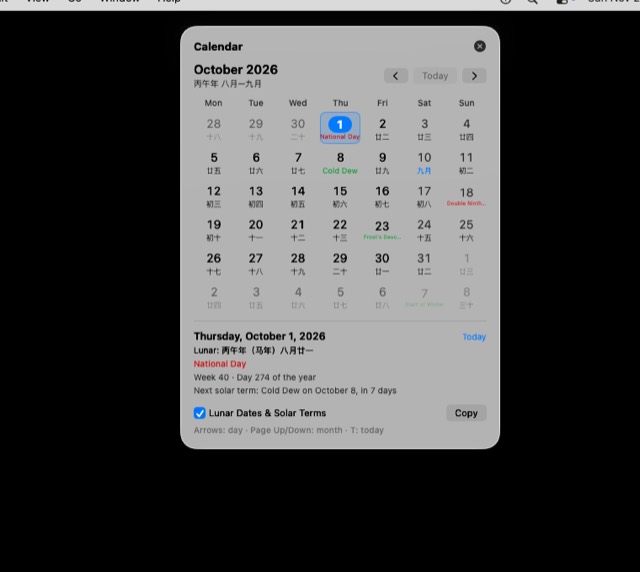 View Go Window Help
Calendar
October 2026
丙午年 八月一九月
Today
Mon Tue Wed Thu Fri Sat Sun
28 29 30 1 2 3 4
十八 十九 二十 National Day 廿二 廿三 廿四
5 6 7 8 9 10 11
廿五 廿六 廿七 Cold Dew 廿九 九月 初二
12 13 14 15 16 17 18
初三 初四 初五 初六 初七 初八 Double Ninth...
19 20 21 22 23 24 25
初十 十一 十二 十三 Frost's Desc... 十五 十六
26 27 28 29 30 31 1
十七 十八 十九 二十 廿一 廿二 廿三
2 3 4 5 6 7 8
廿四 廿五 廿六 廿七 廿八 三十
Thursday, October 1, 2026 Today
Lunar: 丙午年（马年）八月廿一
National Day
Week 40 · Day 274 of the year
Next solar term: Cold Dew on October 8, in 7 days
Lunar Dates & Solar Terms Copy
Arrows: day · Page Up/Down: month · T: today